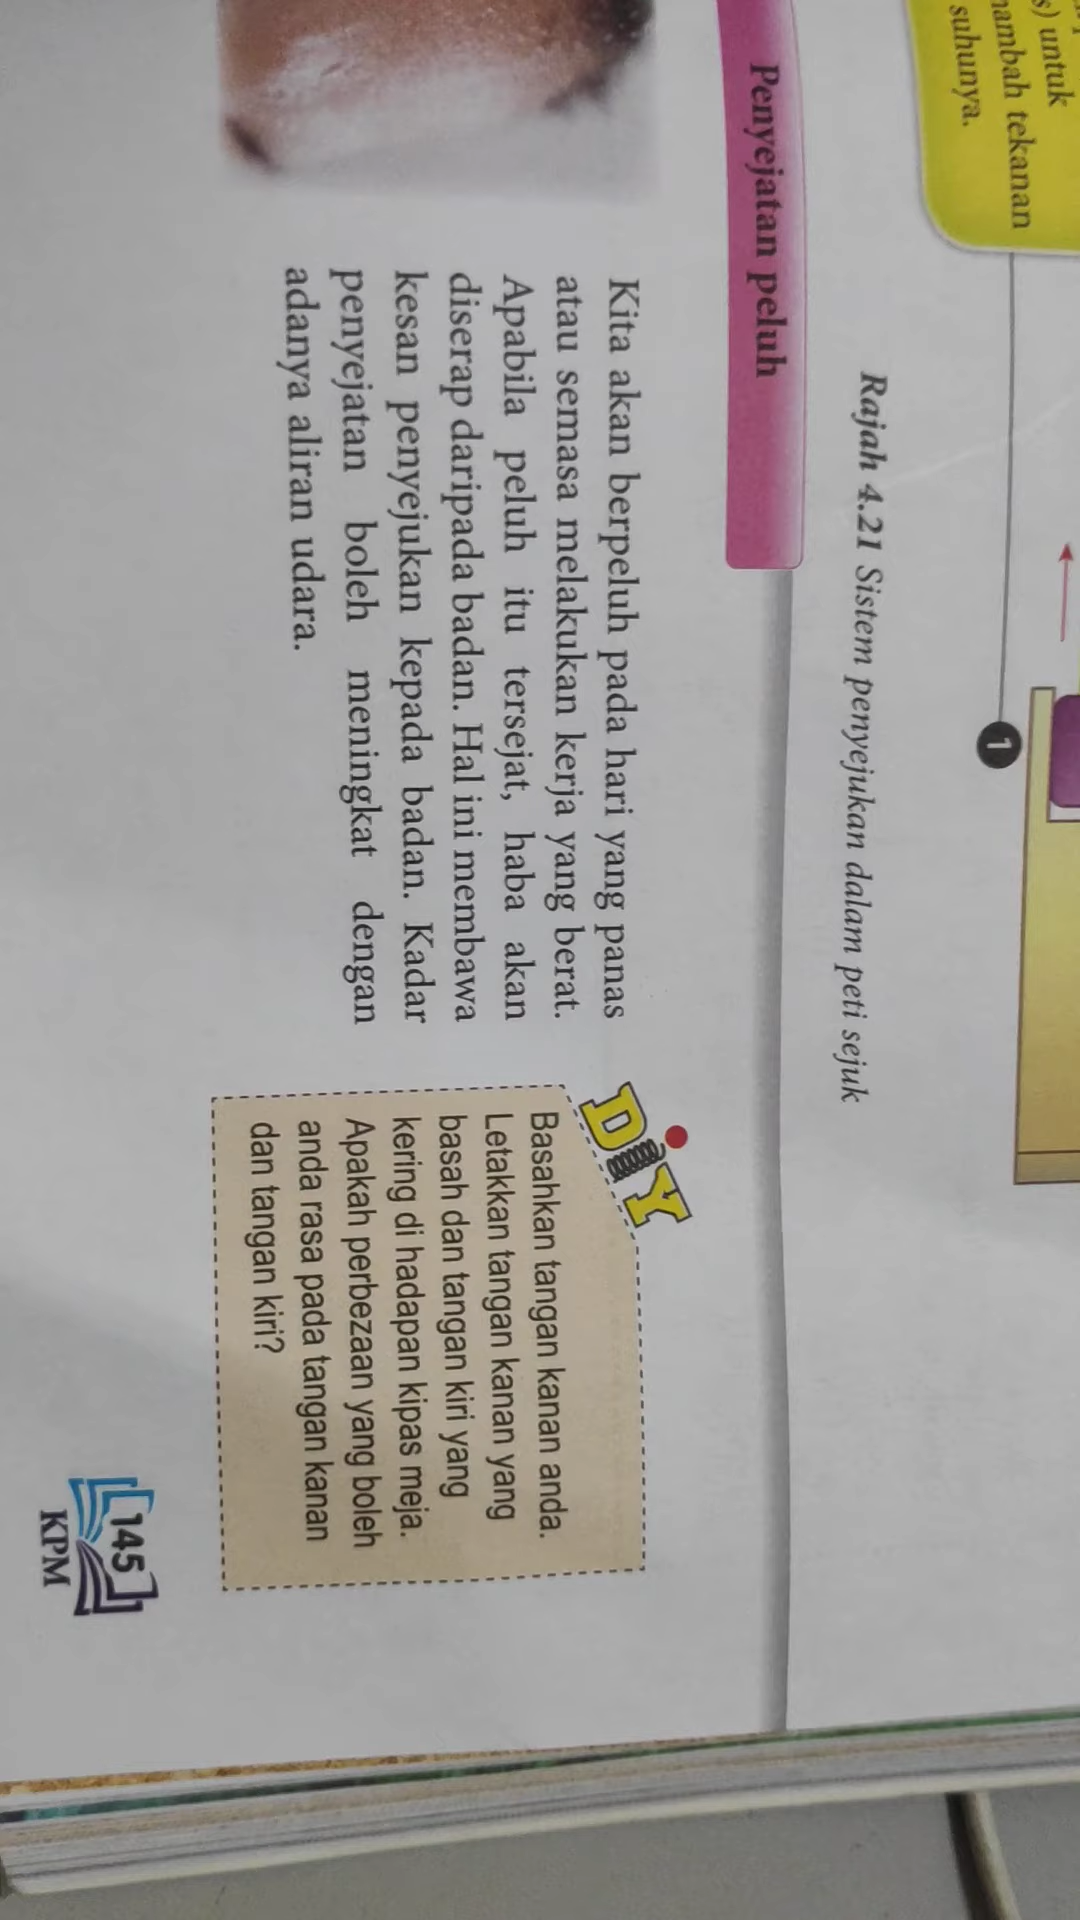 s) untuk
tekanan
suhunya.
1
Rajah 4.21 Sistem penyejukan dalam peti sejuk
Penyejatan peluh
Kita akan berpeluh pada hari yang panas
atau semasa melakukan kerja yang berat.
Apabila peluh itu tersejat, haba akan
diserap daripada badan. Hal ini membawa
kesan penyejukan kepada badan. Kadar
penyejatan boleh meningkat dengan
adanya aliran udara.
DiY
Basahkan tangan kanan anda.
Letakkan tangan kanan yang
basah dan tangan kiri yang
kering di hadapan kipas meja.
Apakah perbezaan yang boleh
anda rasa pada tangan kanan
dan tangan kiri?
145
KPM